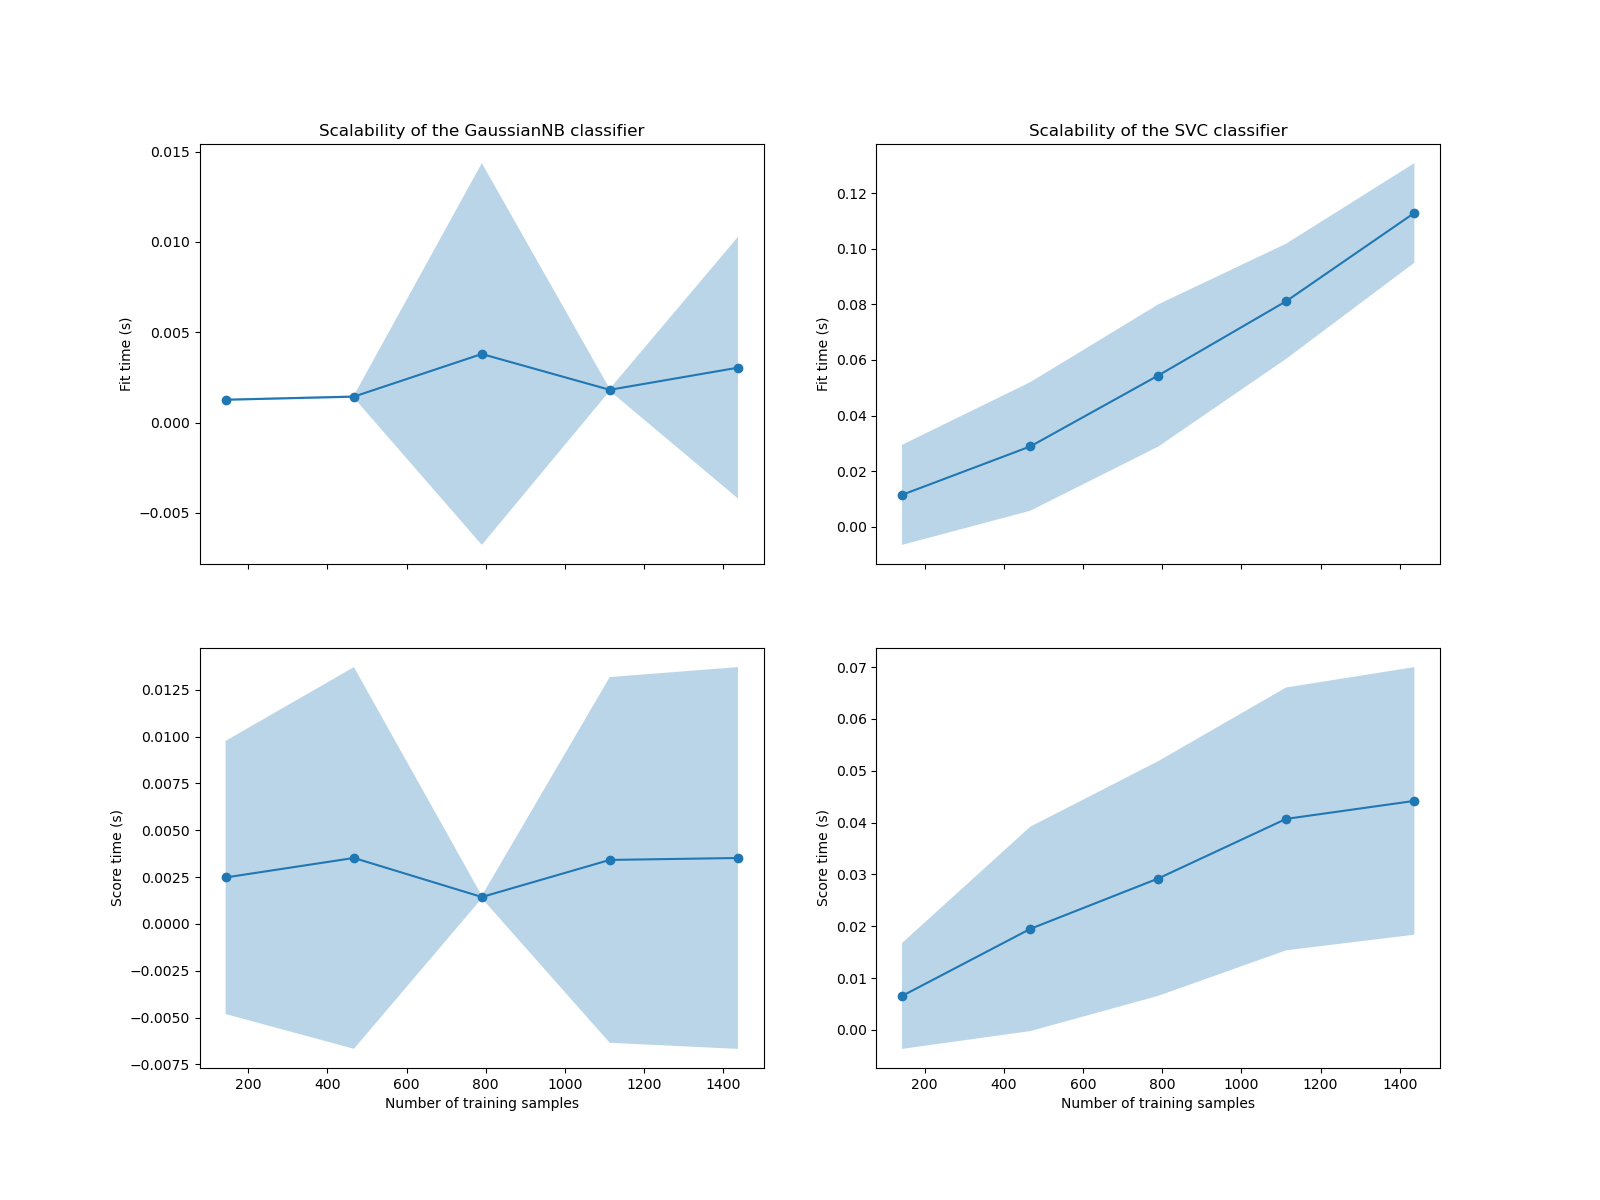 Scalability of the GaussianNB classifier
Fit time (s)
0.015
0.010
0.005
0.000
−0.005
Scalability of the SVC classifier
Fit time (s)
0.12
0.10
0.08
0.06
0.04
0.02
0.00
Score time (s)
0.0125
0.0100
0.0075
0.0050
0.0025
0.0000
−0.0025
−0.0050
−0.0075
200 400 600 800 1000 1200 1400
Number of training samples
Score time (s)
0.07
0.06
0.05
0.04
0.03
0.02
0.01
0.00
200 400 600 800 1000 1200 1400
Number of training samples